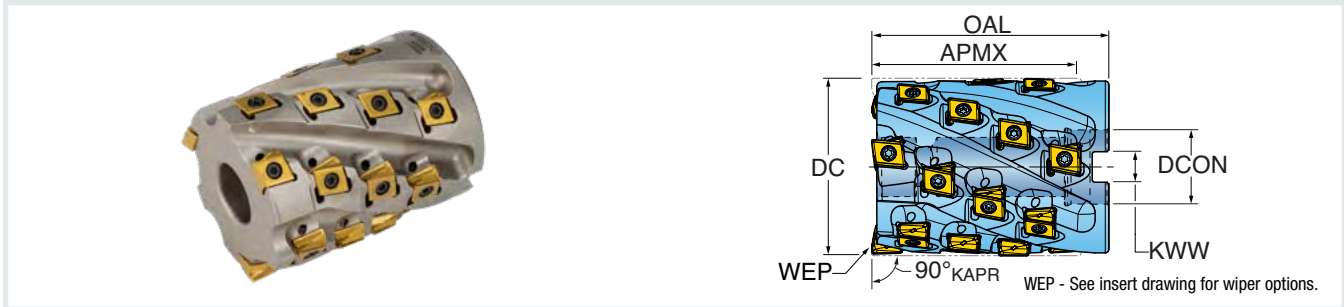 OAL
APMX
DC
DCON
KWW
WEP
90° KAPR
WEP - See insert drawing for wiper options.